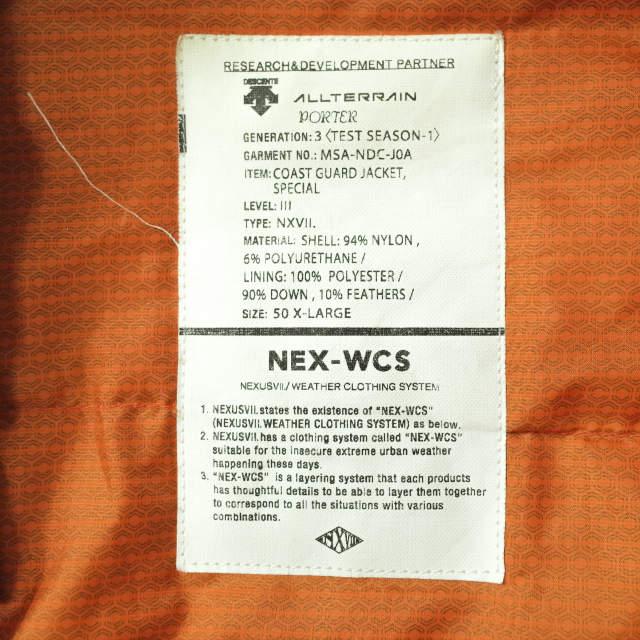 RESEARCH&DEVELOPMENT PARTNER
DESCENTE
ALLTERRAIN
PORTER
GENERATION: 3 〈TEST SEASON-1〉
GARMENT NO.: MSA-NDC-J0A
ITEM: COAST GUARD JACKET,
SPECIAL
LEVEL: III
TYPE: NXVII.
MATERIAL: SHELL: 94% NYLON ,
6% POLYURETHANE /
LINING: 100% POLYESTER /
90% DOWN , 10% FEATHERS /
SIZE: 50 X-LARGE
NEX-WCS
NEXUSVII./ WEATHER CLOTHING SYSTEM
1. NEXUSVII.states the existence of "NEX-WCS"
(NEXUSVII.WEATHER CLOTHING SYSTEM) as below.
2. NEXUSVII.has a clothing system called "NEX-WCS"
suitable for the insecure extreme urban weather
happening these days.
3. "NEX-WCS" is a layering system that each products
has thoughtful details to be able to layer them together
to correspond to all the situations with various
combinations.
NXVII